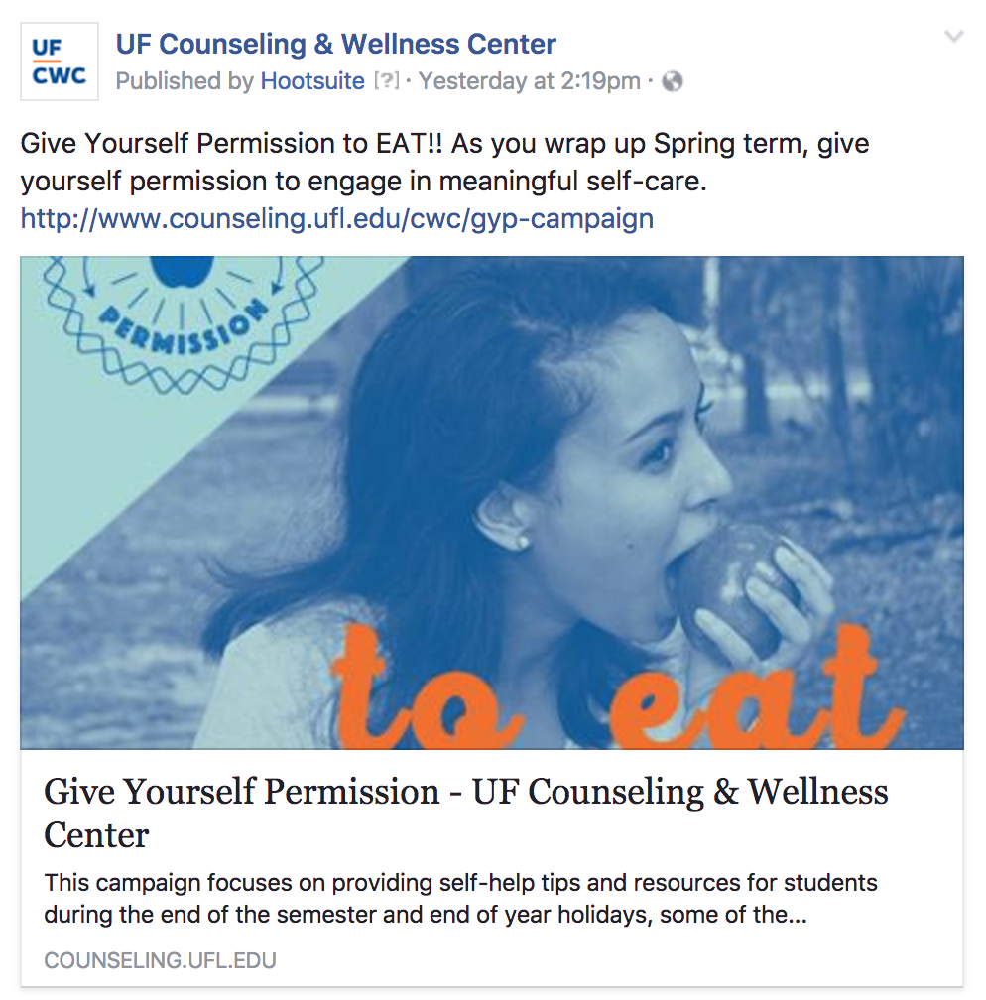 UF
CWC
UF Counseling & Wellness Center
Published by Hootsuite [?] · Yesterday at 2:19pm ·
Give Yourself Permission to EAT!! As you wrap up Spring term, give
yourself permission to engage in meaningful self-care.
http://www.counseling.ufl.edu/cwc/gyp-campaign
PERMISSION
to eat
Give Yourself Permission - UF Counseling & Wellness
Center
This campaign focuses on providing self-help tips and resources for students
during the end of the semester and end of year holidays, some of the...
COUNSELING.UFL.EDU